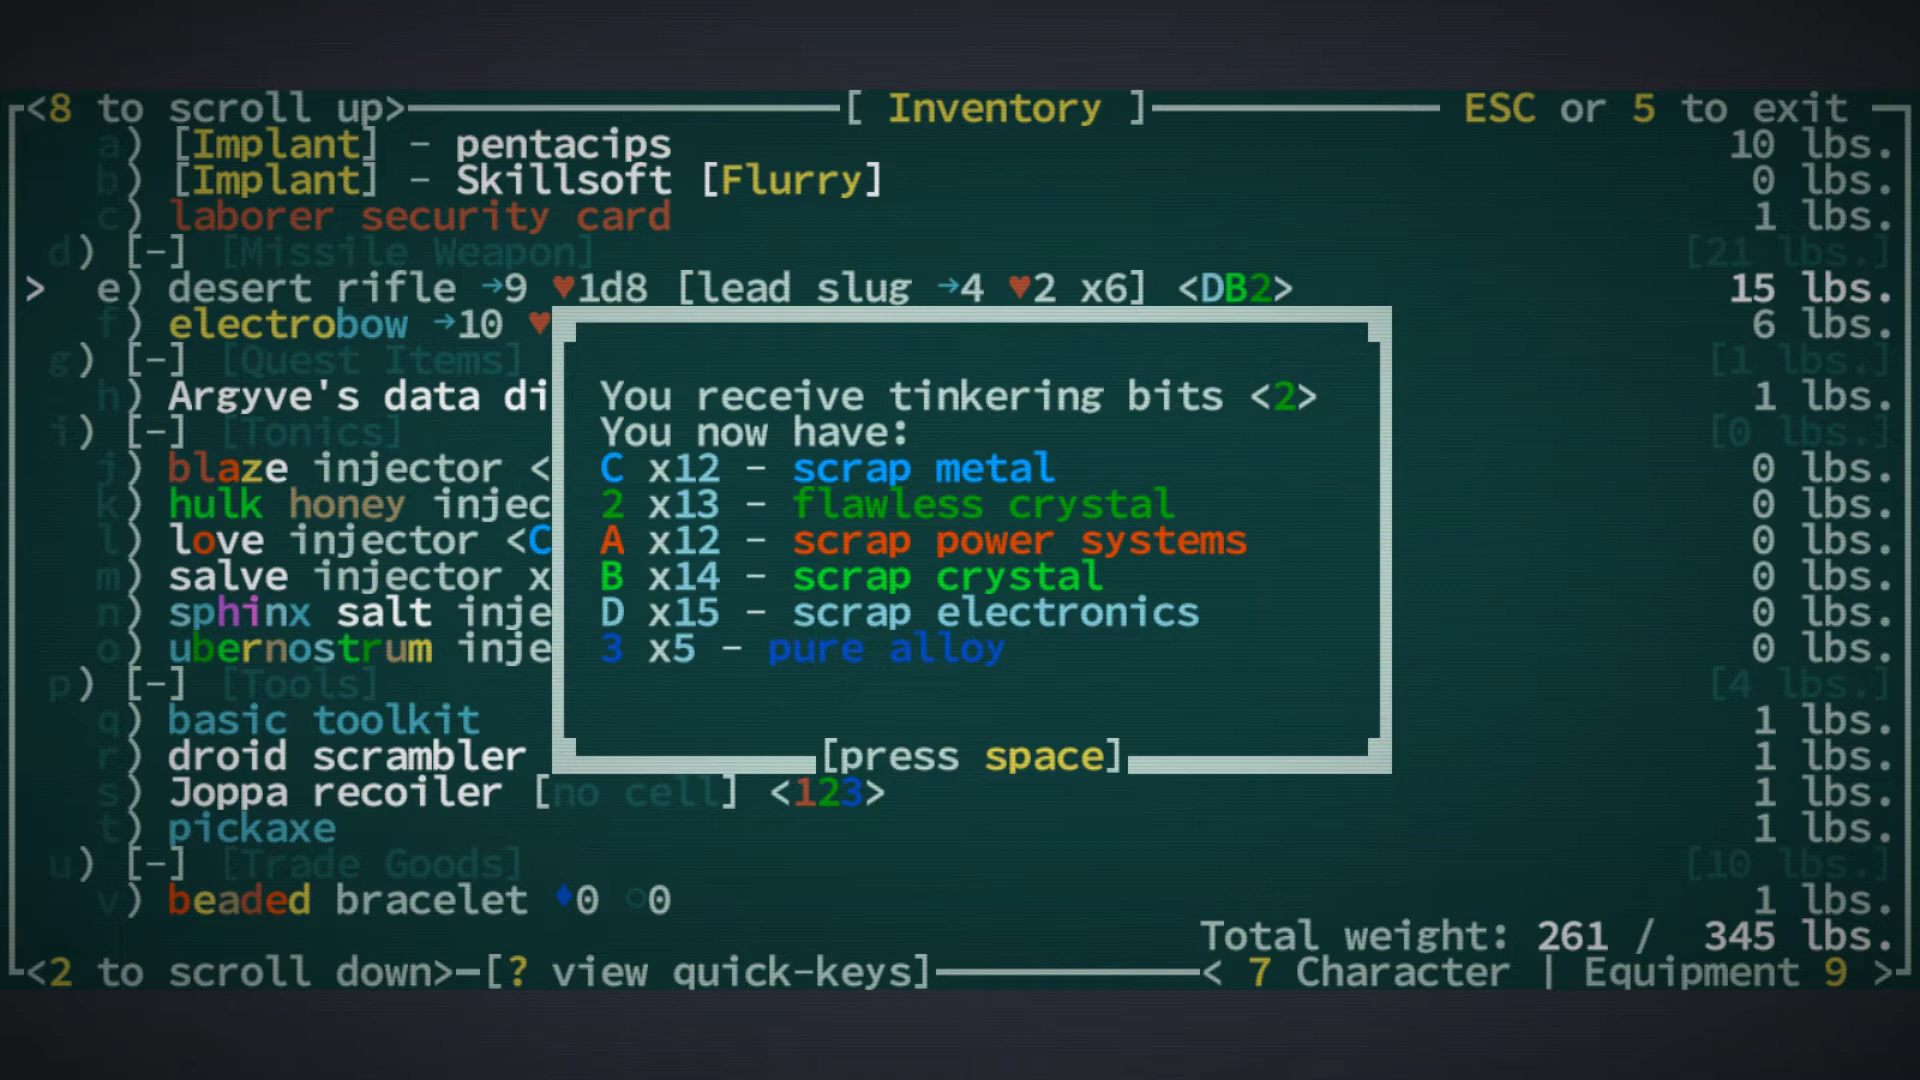 <8 to scroll up> [ Inventory ] ESC or 5 to exit
a) [Implant] - pentacips 10 lbs.
b) [Implant] - Skillsoft [Flurry] 0 lbs.
c) laborer security card 1 lbs.
d) [-] [Missile Weapon] [21 lbs.]
> e) desert rifle →9 ♥1d8 [lead slug →4 ♥2 x6] <DB2> 15 lbs.
f) electrobow →10 ♥ 6 lbs.
g) [-] [Quest Items] [1 lbs.]
h) Argyve's data di 1 lbs.
i) [-] [Tonics] [0 lbs.]
j) blaze injector < 0 lbs.
k) hulk honey injec 0 lbs.
l) love injector <C 0 lbs.
m) salve injector x 0 lbs.
n) sphinx salt inje 0 lbs.
o) ubernostrum inje 0 lbs.
p) [-] [Tools] [4 lbs.]
q) basic toolkit 1 lbs.
r) droid scrambler 1 lbs.
s) Joppa recoiler [no cell] <123> 1 lbs.
t) pickaxe 1 lbs.
u) [-] [Trade Goods] [10 lbs.]
v) beaded bracelet ♦0 ○0 1 lbs.
Total weight: 261 / 345 lbs.
<2 to scroll down> [? view quick-keys] < 7 Character | Equipment 9 >
You receive tinkering bits <2>
You now have:
C x12 - scrap metal
2 x13 - flawless crystal
A x12 - scrap power systems
B x14 - scrap crystal
D x15 - scrap electronics
3 x5 - pure alloy
[press space]